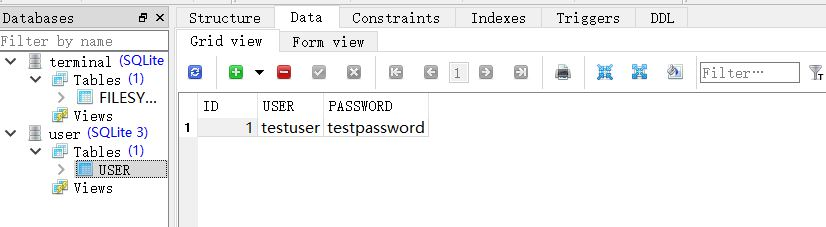 Databases
Filter by name
terminal (SQLite
Tables (1)
FILESY...
Views
user (SQLite 3)
Tables (1)
USER
Views
Structure Data Constraints Indexes Triggers DDL
Grid view Form view
1 Filter... T
ID USER PASSWORD
1 1 testuser testpassword